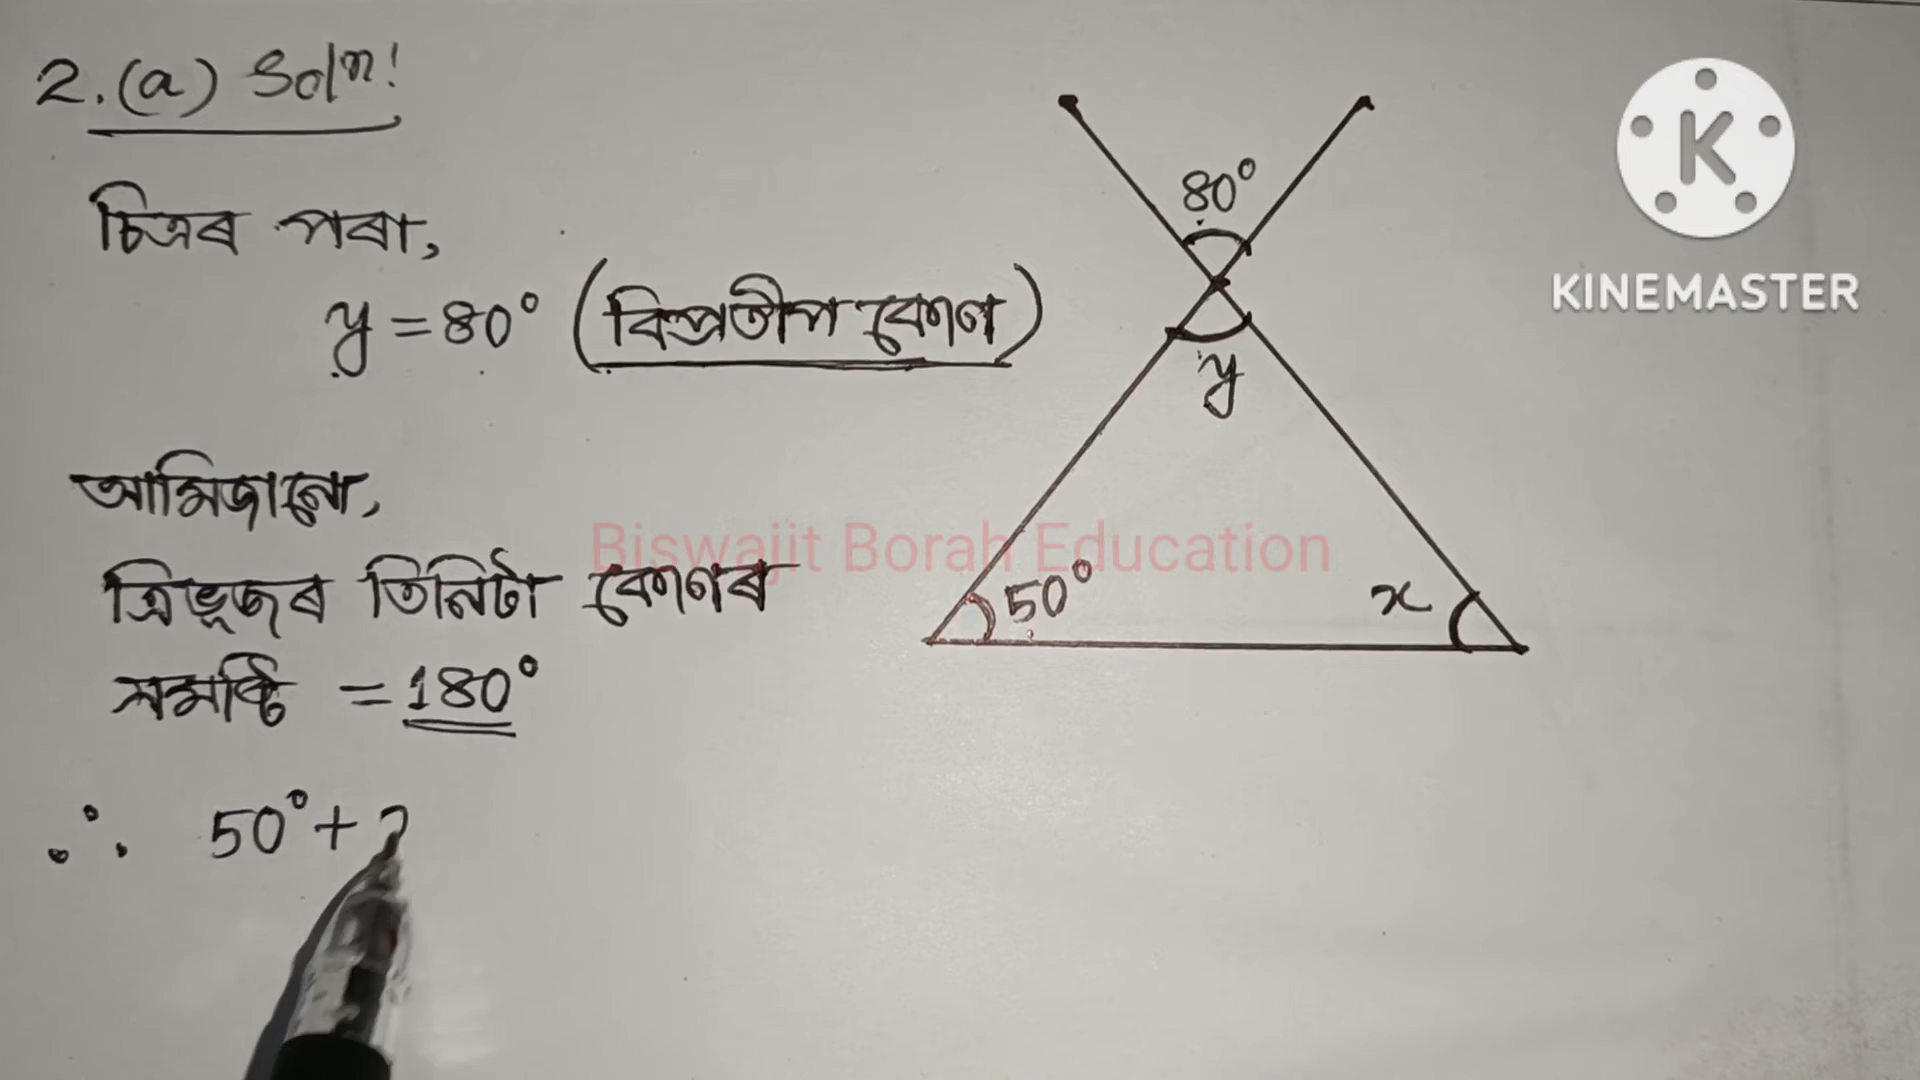 2. (a) Solⁿ!
চিত্ৰৰ পৰা,
y = 80° (বিপ্ৰতীপ কোণ)
আমিজানো,
ত্ৰিভূজৰ তিনিটা কোণৰ
সমষ্টি = 180°
∴ 50° +
80°
y
50°
x
KINEMASTER
Biswajit Borah Education